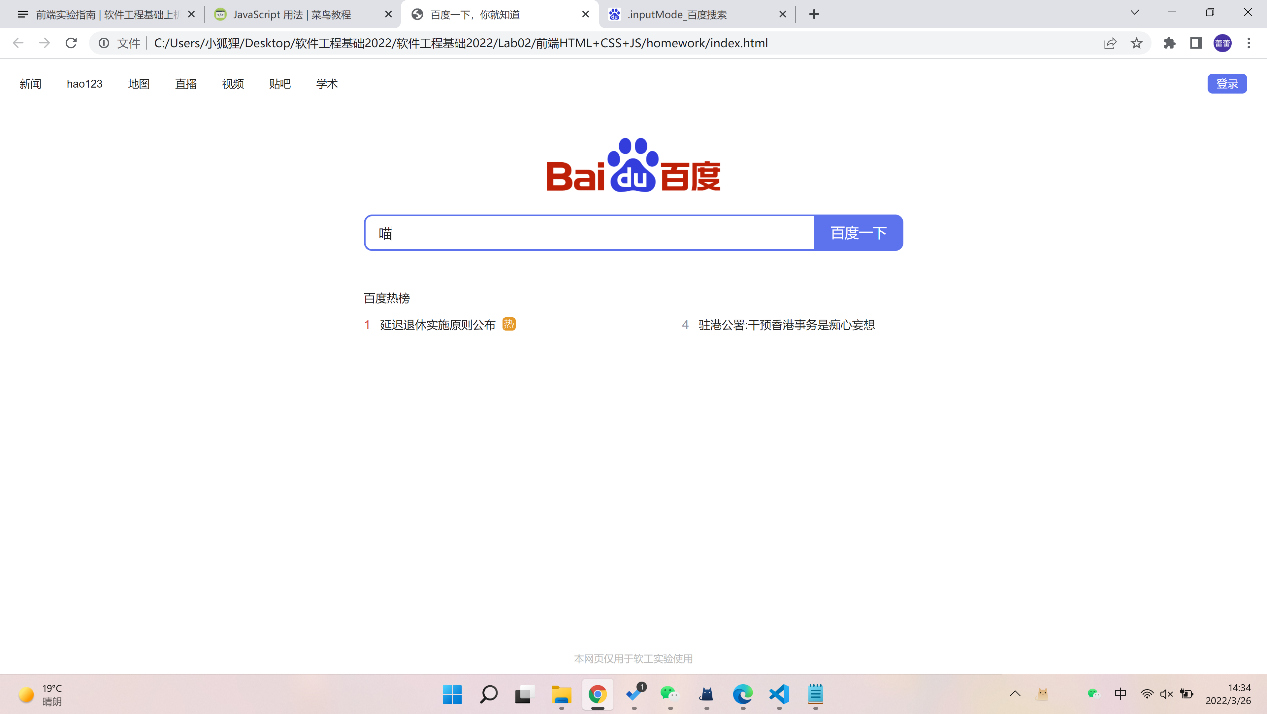 前端实验指南 | 软件工程基础上机
JavaScript 用法 | 菜鸟教程
百度一下，你就知道
.inputMode_百度搜索
文件 | C:/Users/小狐狸/Desktop/软件工程基础2022/软件工程基础2022/Lab02/前端HTML+CSS+JS/homework/index.html
蕾蕾
新闻 hao123 地图 直播 视频 贴吧 学术
登录
Bai du 百度
喵
百度一下
百度热榜
1 延迟退休实施原则公布 热
4 驻港公署:干预香港事务是痴心妄想
本网页仅用于软工实验使用
19°C
晴朗
1
中
14:34
2022/3/26